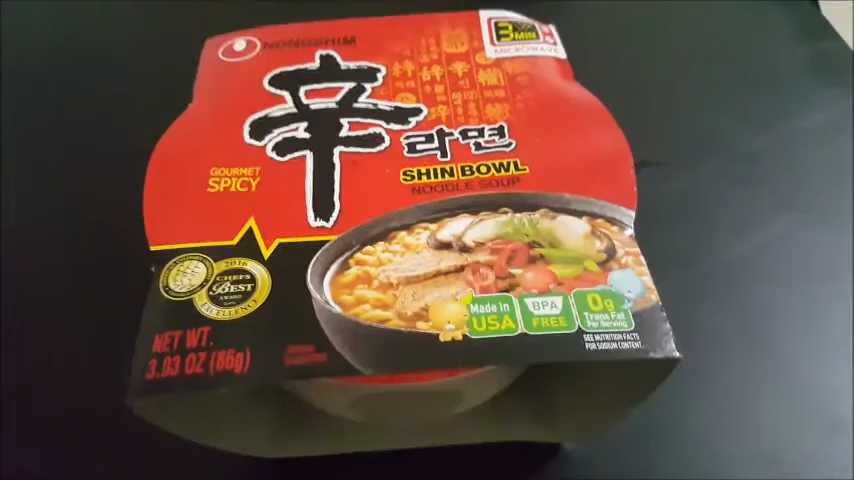 NONGSHIM
3 MIN
MICROWAVE
辛
라면
GOURMET
SPICY
SHIN BOWL
NOODLE SOUP
2016
CHEFS
BEST
AWARD
EXCELLENCE
Made in
USA
BPA
FREE
0g
Trans Fat
Per Serving
SEE NUTRITION FACTS
FOR SODIUM CONTENT.
NET WT.
3.03 OZ (86g)